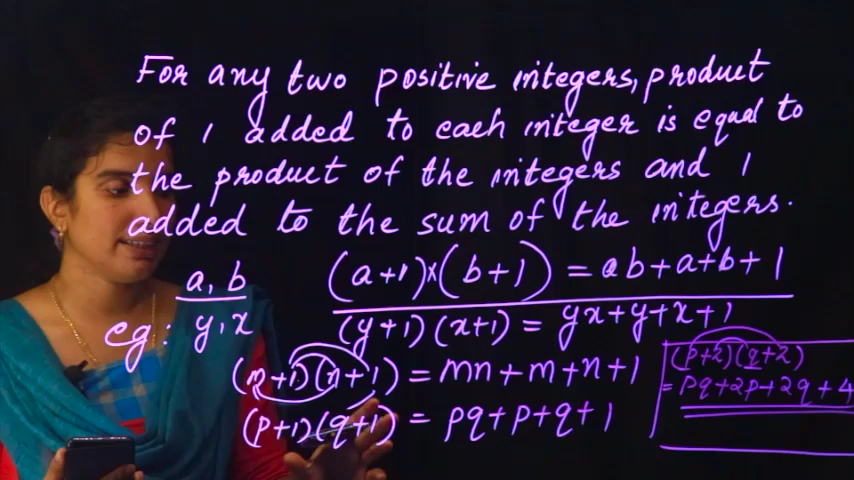 For any two positive integers, product
of 1 added to each integer is equal to
the product of the integers and 1
added to the sum of the integers.
a, b (a+1)×(b+1) = ab+a+b+1
eg: y, x (y+1)(x+1) = yx+y+x+1
(m+1)(n+1) = mn+m+n+1
(p+1)(q+1) = pq+p+q+1
(p+2)(q+2)
= pq+2p+2q+4